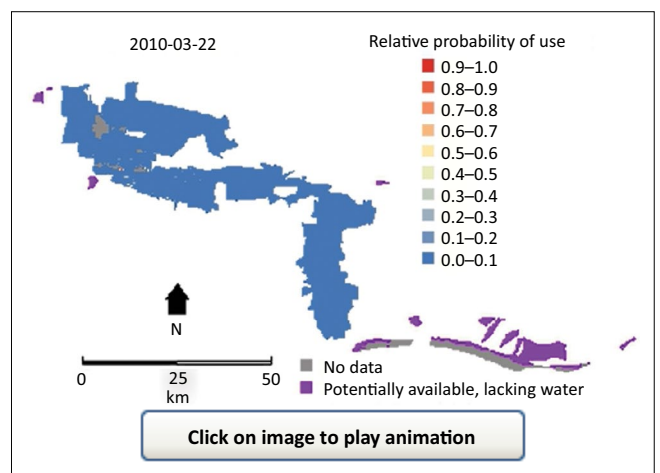 2010-03-22
Relative probability of use
0.9–1.0
0.8–0.9
0.7–0.8
0.6–0.7
0.5–0.6
0.4–0.5
0.3–0.4
0.2–0.3
0.1–0.2
0.0–0.1
N
0 25 50
km
No data
Potentially available, lacking water
Click on image to play animation